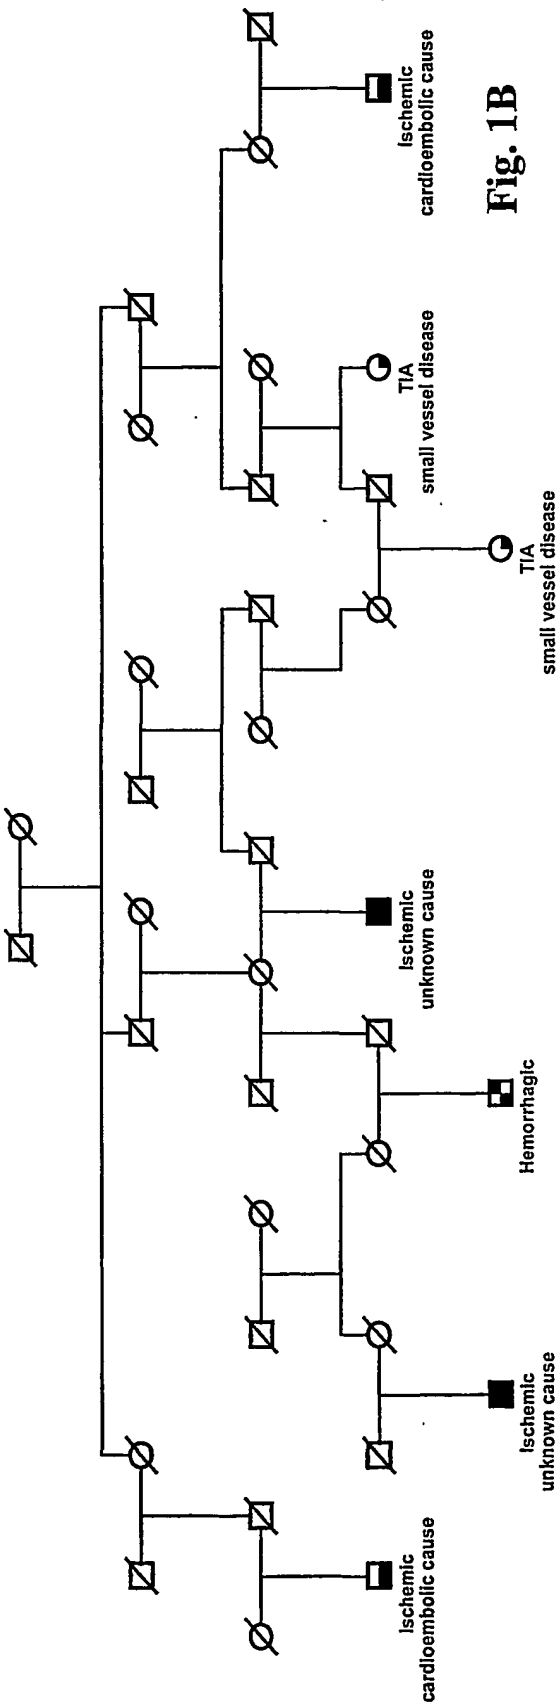 Ischemic
cardioembolic cause
Ischemic
unknown cause
TIA
small vessel disease
Ischemic
cardioembolic cause
Ischemic
unknown cause
Hemorrhagic
TIA
small vessel disease
Fig. 1B